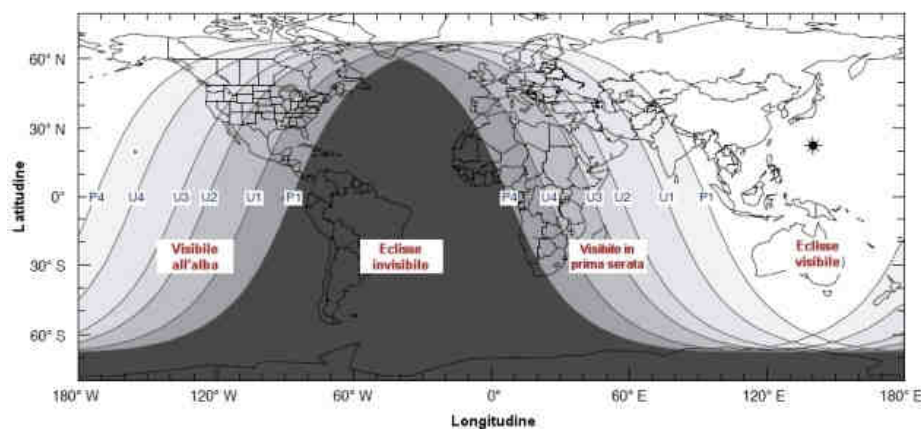 Latitudine
60° N
30° N
0°
30° S
60° S
P4 U4 U3 U2 U1 P1 P4 U4 U3 U2 U1 P1
Visibile
all'alba
Eclisse
invisibile
Visibile in
prima serata
Eclisse
visibile
180° W 120° W 60° W 0° 60° E 120° E 180° E
Longitudine